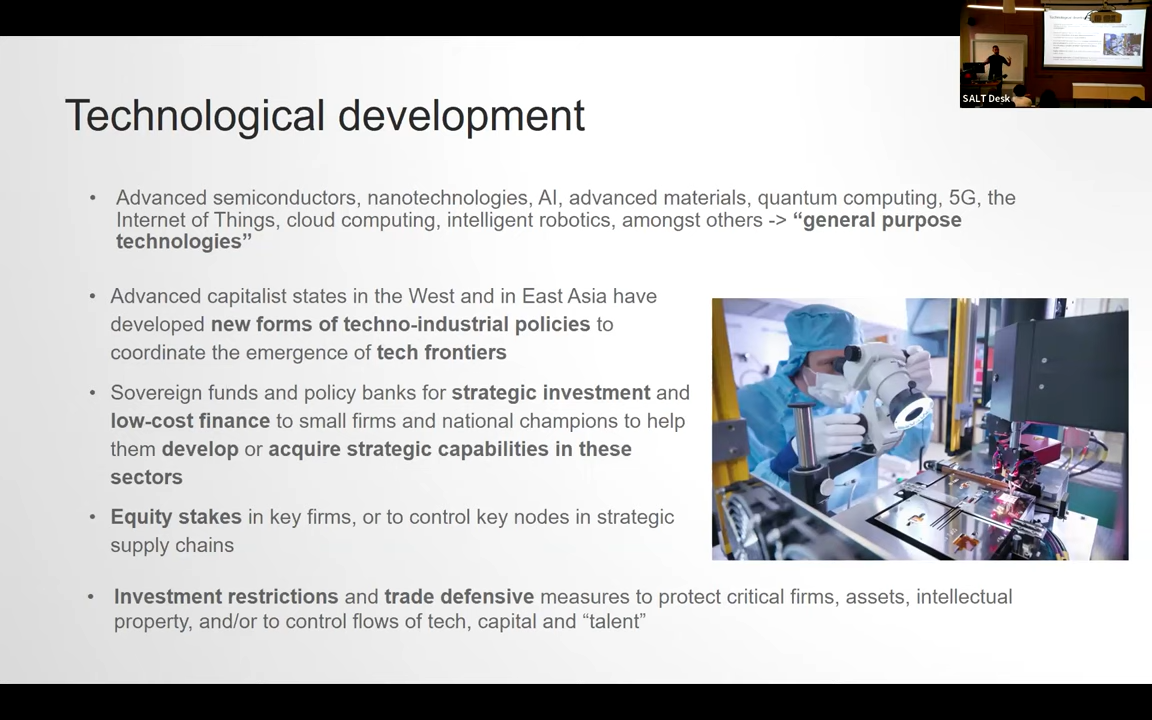 SALT Desk
Technological development
• Advanced semiconductors, nanotechnologies, AI, advanced materials, quantum computing, 5G, the
Internet of Things, cloud computing, intelligent robotics, amongst others -> “general purpose
technologies”
• Advanced capitalist states in the West and in East Asia have
developed new forms of techno-industrial policies to
coordinate the emergence of tech frontiers
• Sovereign funds and policy banks for strategic investment and
low-cost finance to small firms and national champions to help
them develop or acquire strategic capabilities in these
sectors
• Equity stakes in key firms, or to control key nodes in strategic
supply chains
• Investment restrictions and trade defensive measures to protect critical firms, assets, intellectual
property, and/or to control flows of tech, capital and “talent”